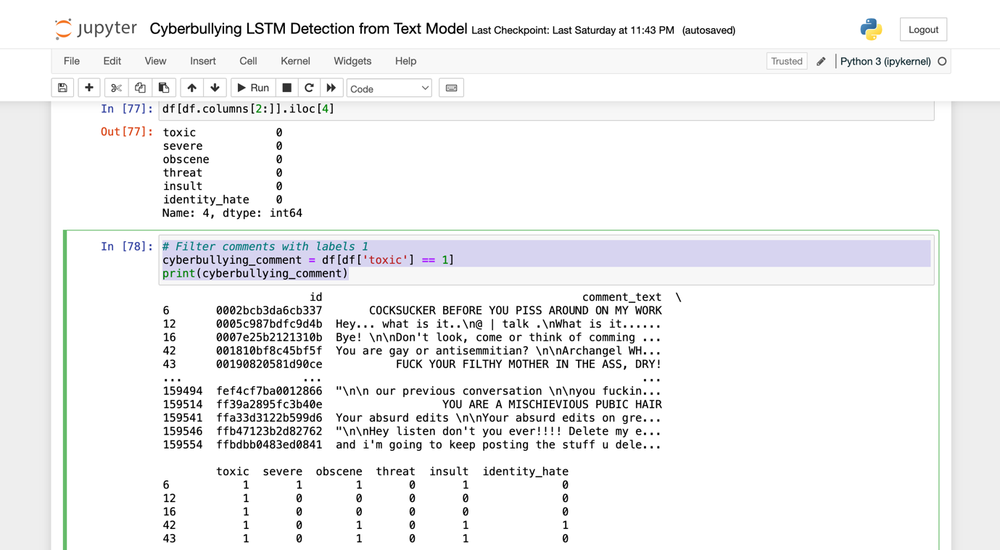 jupyter Cyberbullying LSTM Detection from Text Model Last Checkpoint: Last Saturday at 11:43 PM (autosaved)
Logout
File Edit View Insert Cell Kernel Widgets Help
Trusted Python 3 (ipykernel)
Run Code
In [77]: df[df.columns[2:]].iloc[4]
Out[77]: toxic 0
severe 0
obscene 0
threat 0
insult 0
identity_hate 0
Name: 4, dtype: int64
In [78]: # Filter comments with labels 1
cyberbullying_comment = df[df['toxic'] == 1]
print(cyberbullying_comment)
id comment_text \
6 0002bcb3da6cb337 COCKSUCKER BEFORE YOU PISS AROUND ON MY WORK
12 0005c987bdfc9d4b Hey... what is it..\n@ | talk .\nWhat is it......
16 0007e25b2121310b Bye! \n\nDon't look, come or think of comming ...
42 001810bf8c45bf5f You are gay or antisemmitian? \n\nArchangel WH...
43 00190820581d90ce FUCK YOUR FILTHY MOTHER IN THE ASS, DRY!
... ... ...
159494 fef4cf7ba0012866 "\n\n our previous conversation \n\nyou fuckin...
159514 ff39a2895fc3b40e YOU ARE A MISCHIEVIOUS PUBIC HAIR
159541 ffa33d3122b599d6 Your absurd edits \n\nYour absurd edits on gre...
159546 ffb47123b2d82762 "\n\nHey listen don't you ever!!!! Delete my e...
159554 ffbdbb0483ed0841 and i'm going to keep posting the stuff u dele...
toxic severe obscene threat insult identity_hate
6 1 1 1 0 1 0
12 1 0 0 0 0 0
16 1 0 0 0 0 0
42 1 0 1 0 1 1
43 1 0 1 0 1 0